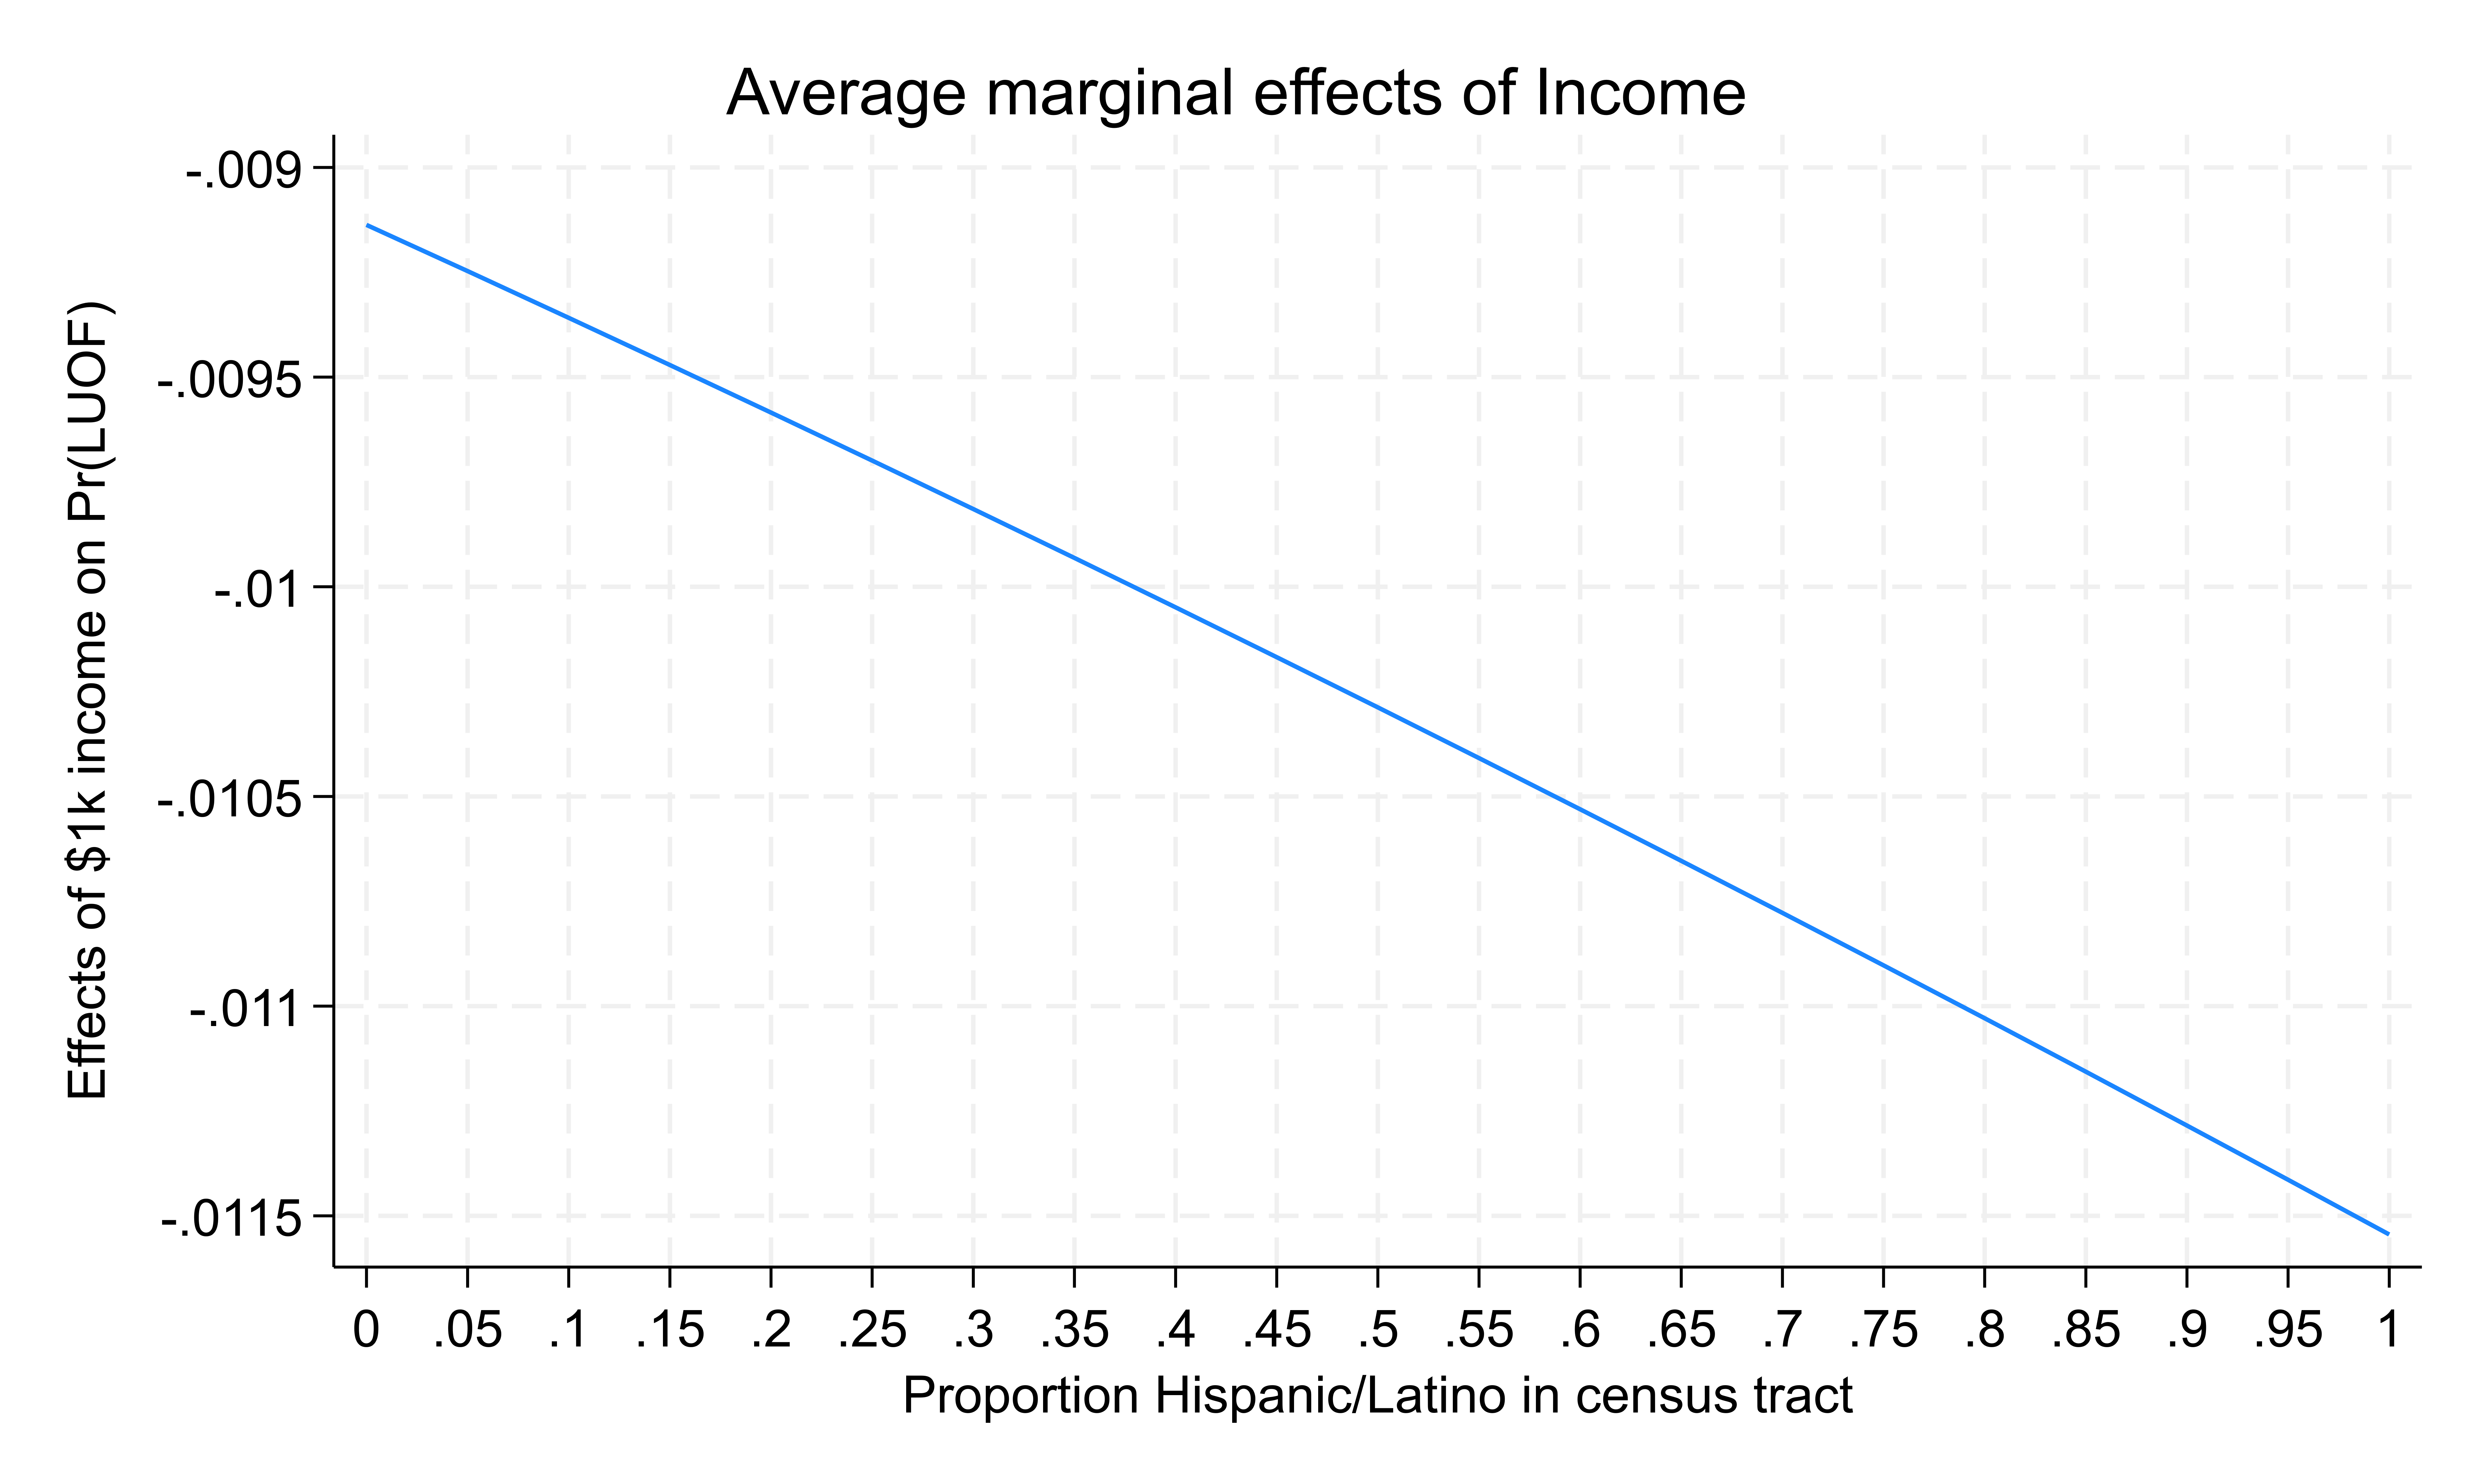 Average marginal effects of Income
Effects of $1k income on Pr(LUOF)
-.009
-.0095
-.01
-.0105
-.011
-.0115
0 .05 .1 .15 .2 .25 .3 .35 .4 .45 .5 .55 .6 .65 .7 .75 .8 .85 .9 .95 1
Proportion Hispanic/Latino in census tract